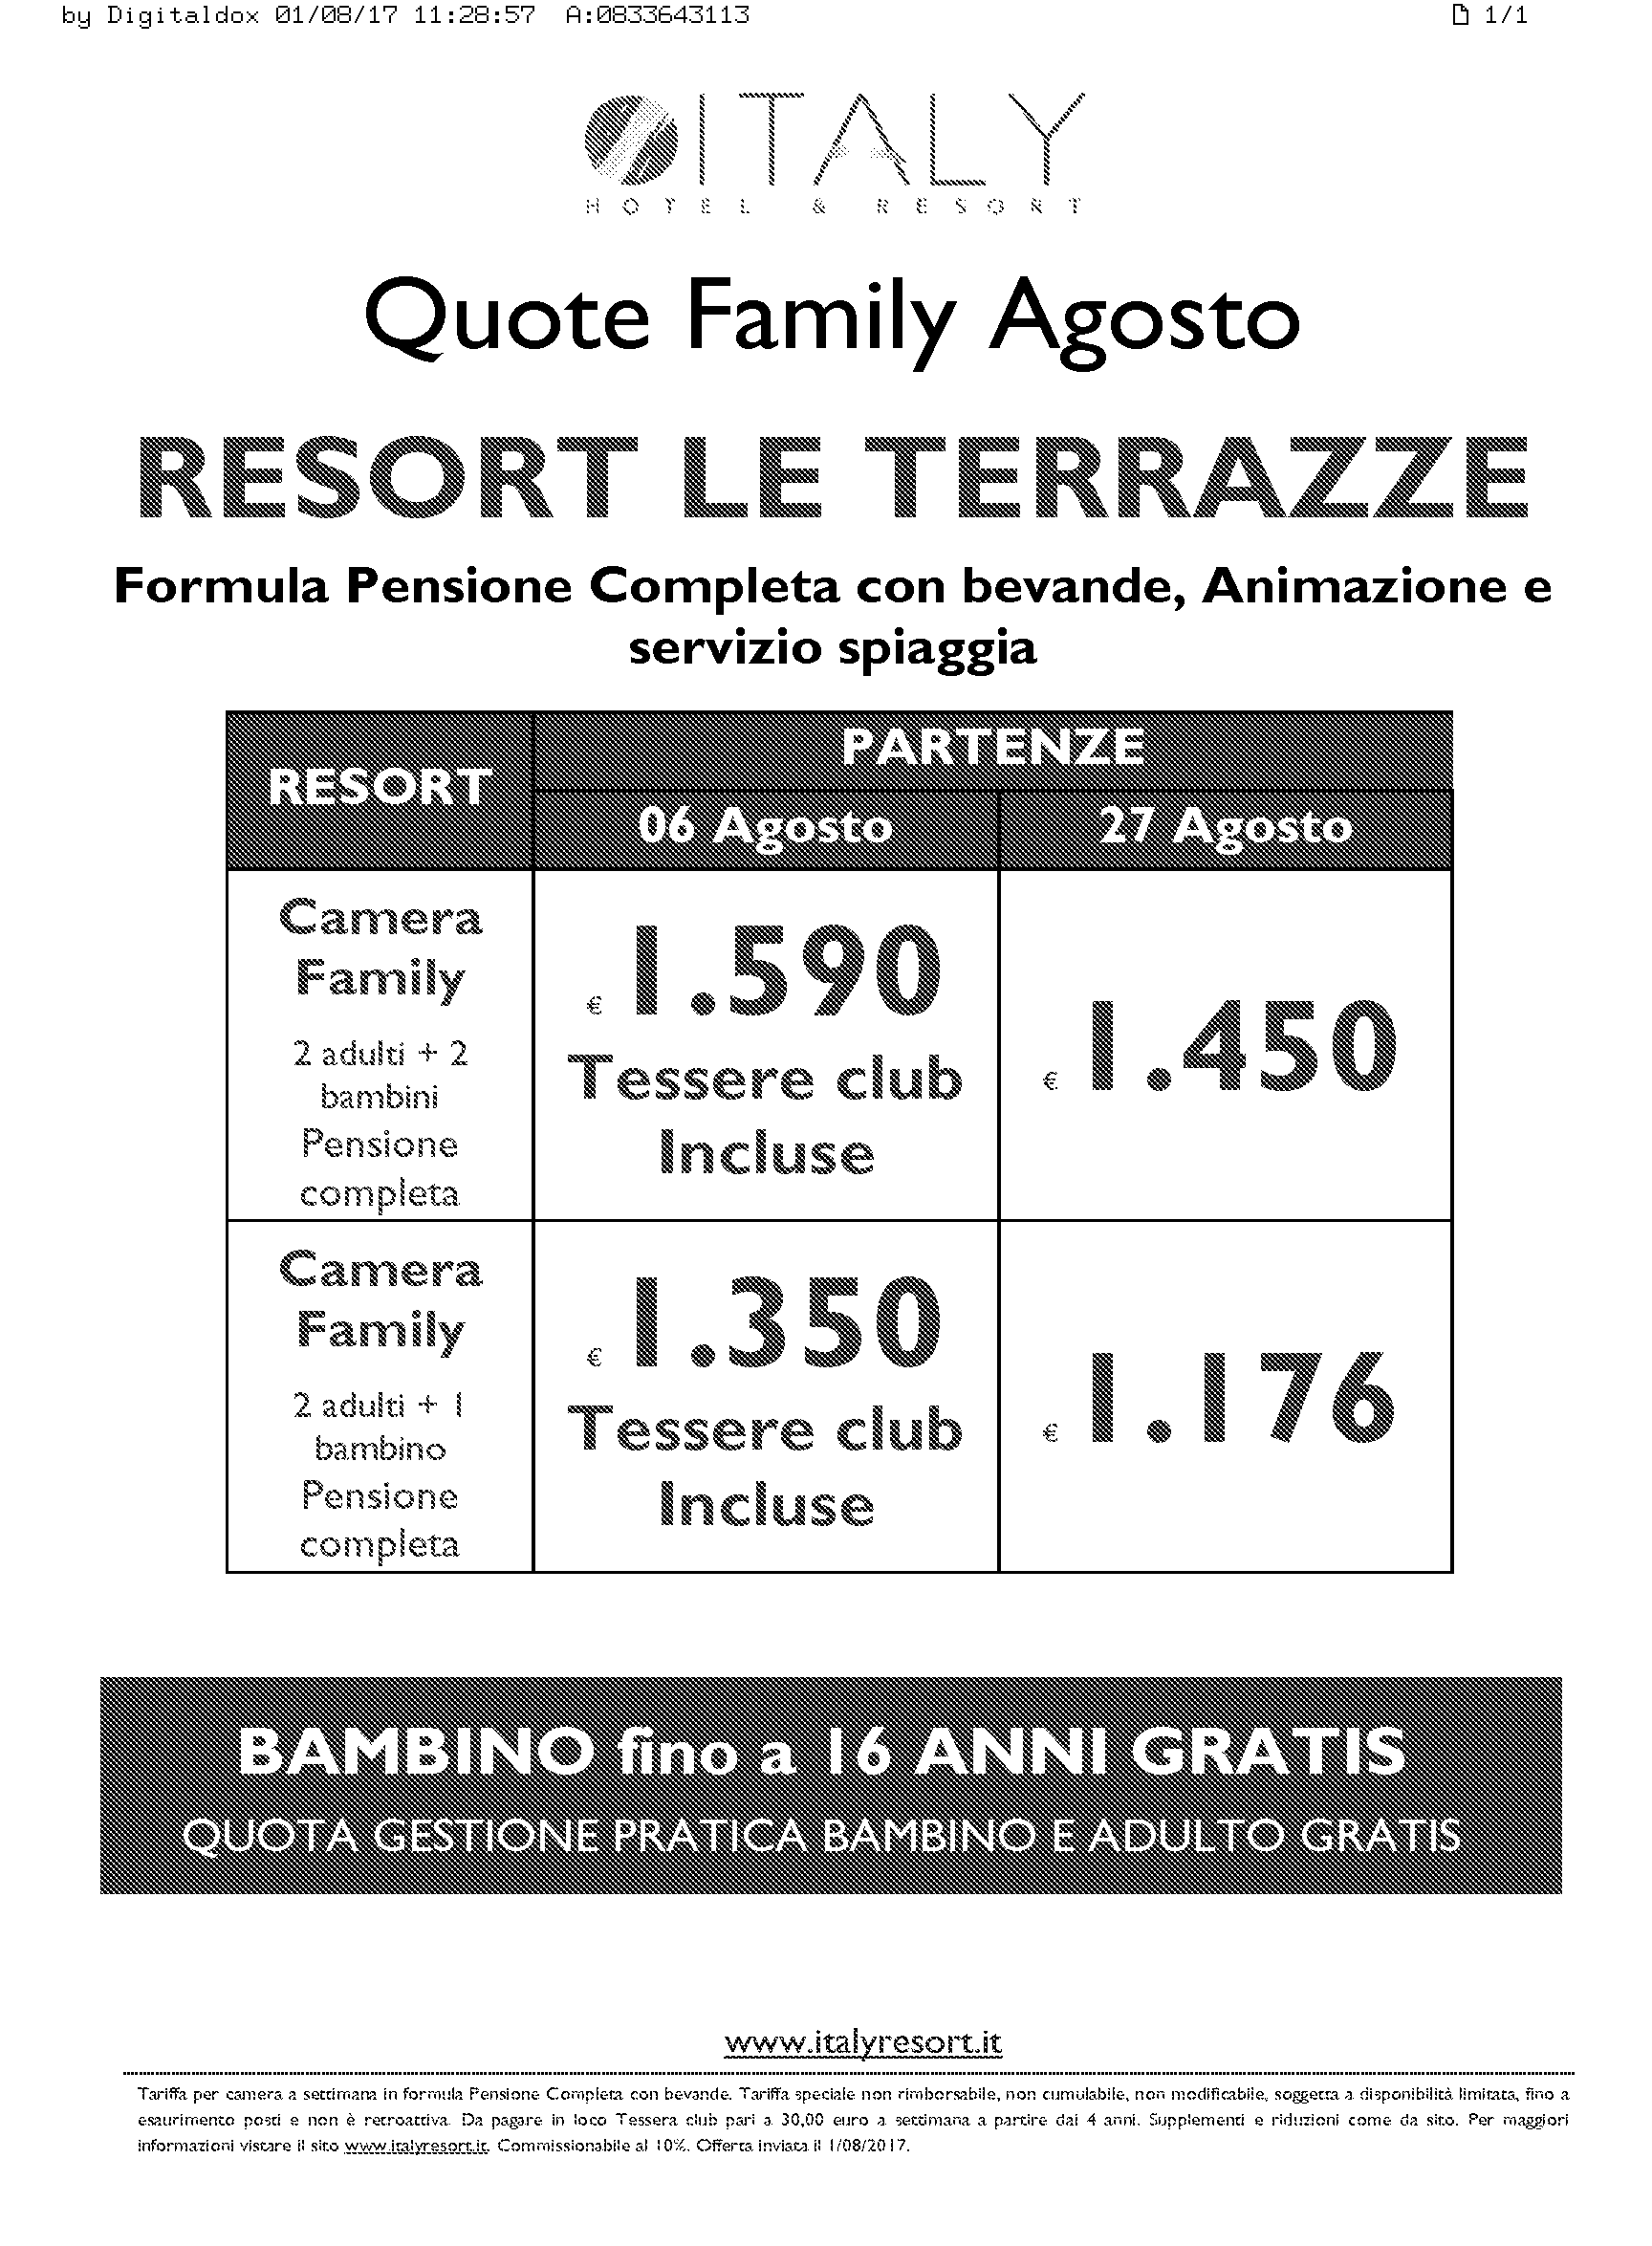 by Digitaldox 01/08/17 11:28:57 A:0833643113 1/1
ITALY
HOTEL & RESORT
Quote Family Agosto
RESORT LE TERRAZZE
Formula Pensione Completa con bevande, Animazione e
servizio spiaggia
RESORT
PARTENZE
06 Agosto
27 Agosto
Camera
Family
2 adulti + 2
bambini
Pensione
completa
€ 1.590
Tessere club
Incluse
€ 1.450
Camera
Family
2 adulti + 1
bambino
Pensione
completa
€ 1.350
Tessere club
Incluse
€ 1.176
BAMBINO fino a 16 ANNI GRATIS
QUOTA GESTIONE PRATICA BAMBINO E ADULTO GRATIS
www.italyresort.it
Tariffa per camera a settimana in formula Pensione Completa con bevande. Tariffa speciale non rimborsabile, non cumulabile, non modificabile, soggetta a disponibilità limitata, fino a
esaurimento posti e non è retroattiva. Da pagare in loco Tessera club pari a 30,00 euro a settimana a partire dai 4 anni. Supplementi e riduzioni come da sito. Per maggiori
informazioni vistare il sito www.italyresort.it. Commissionabile al 10%. Offerta inviata il 1/08/2017.